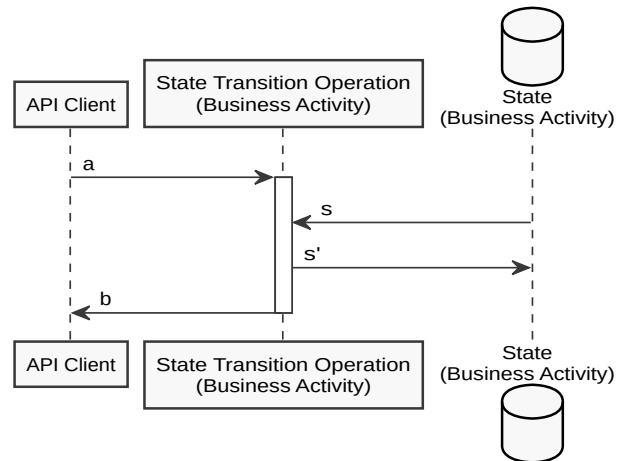 API Client
State Transition Operation
(Business Activity)
State
(Business Activity)
a
s
s'
b
API Client
State Transition Operation
(Business Activity)
State
(Business Activity)